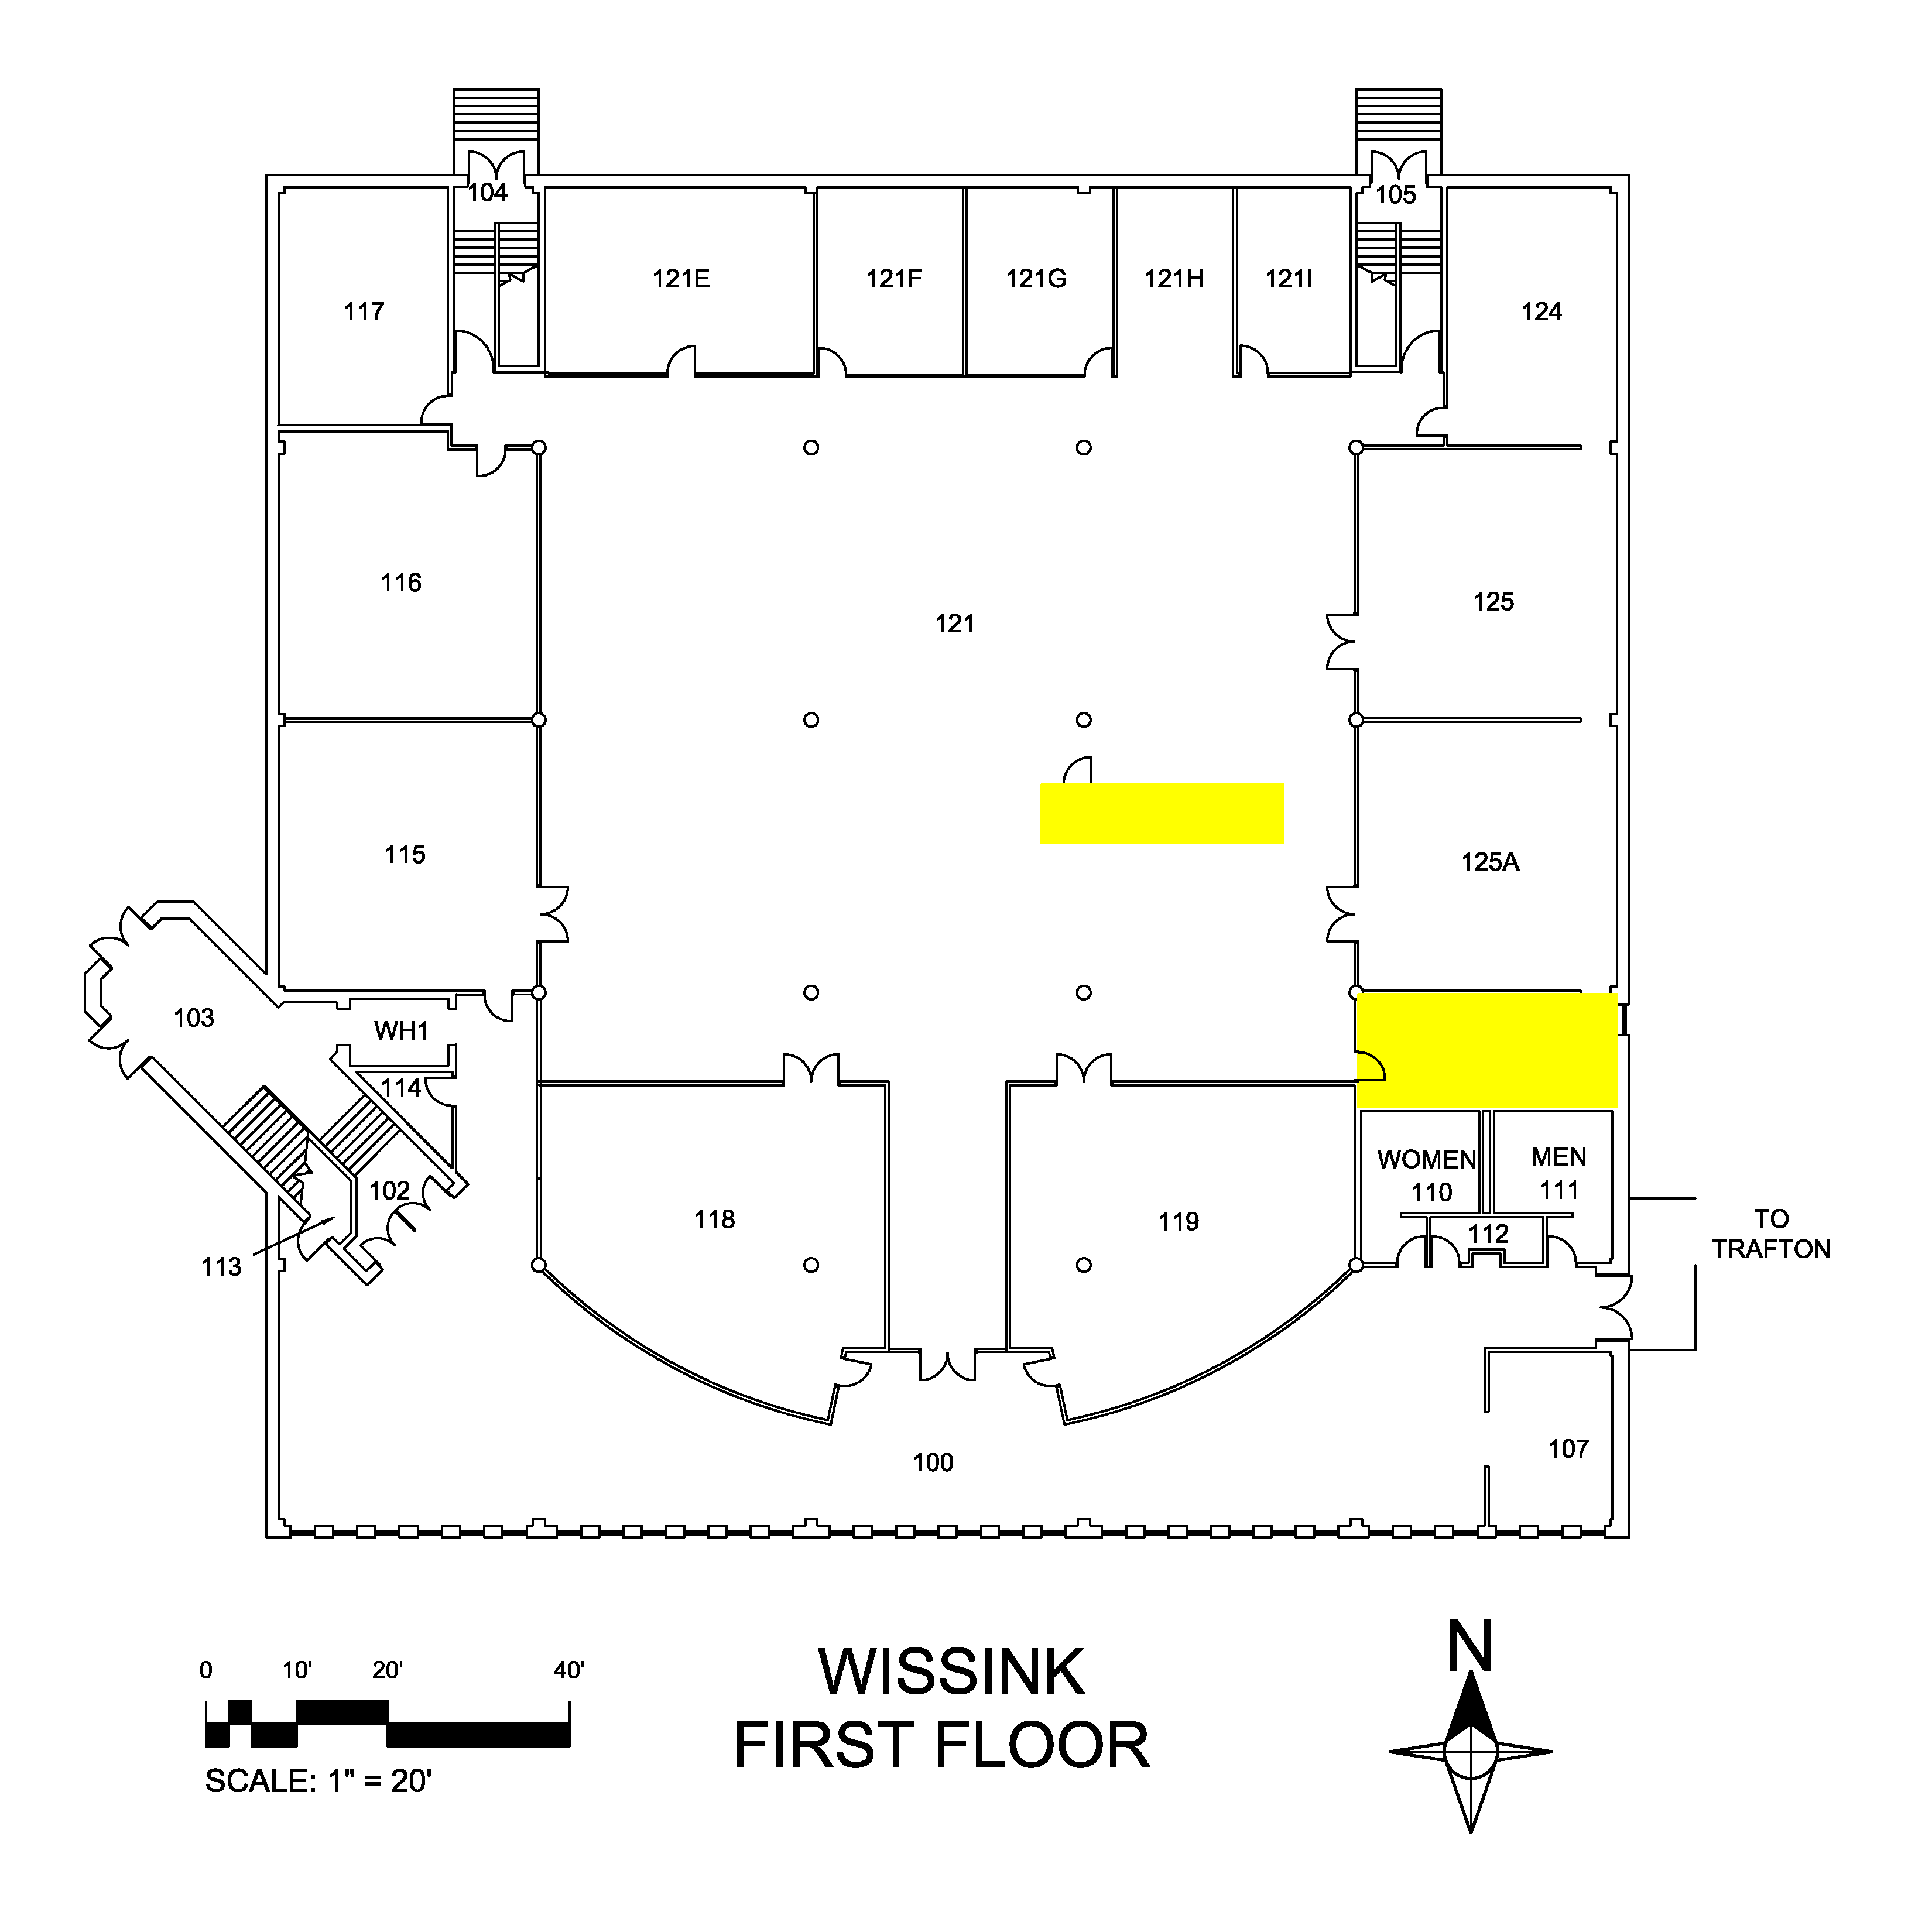 104
105
121E
121F
121G
121H
121I
117
124
116
125
121
115
125A
103
WH1
114
WOMEN
110
MEN
111
102
118
119
112
TO
TRAFTON
113
107
100
0 10' 20' 40'
SCALE: 1" = 20'
WISSINK
FIRST FLOOR
N